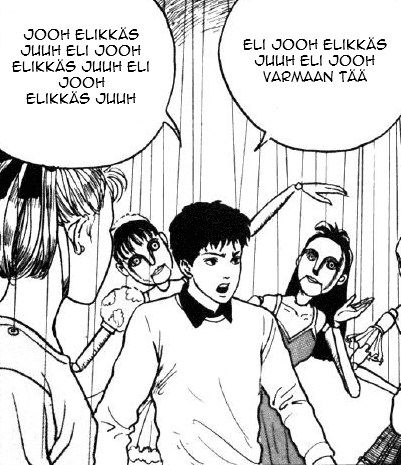 JOOH ELIKKÄS
JUUH ELI JOOH
ELIKKÄS JUUH ELI
JOOH
ELIKKÄS JUUH
ELI JOOH ELIKKÄS
JUUH ELI JOOH
VARMAAN TÄÄ